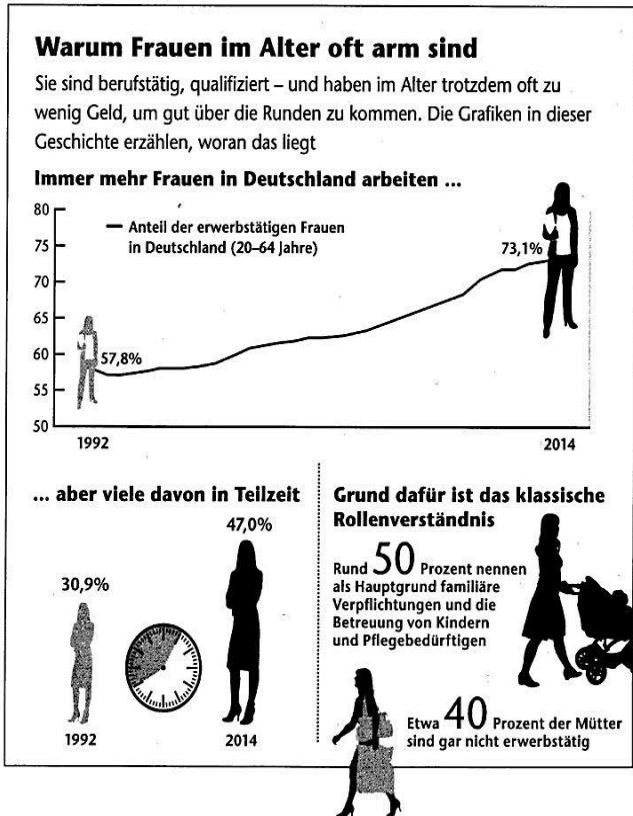 Warum Frauen im Alter oft arm sind
Sie sind berufstätig, qualifiziert – und haben im Alter trotzdem oft zu
wenig Geld, um gut über die Runden zu kommen. Die Grafiken in dieser
Geschichte erzählen, woran das liegt
Immer mehr Frauen in Deutschland arbeiten ...
80
75
70
65
60
55
50
— Anteil der erwerbstätigen Frauen
in Deutschland (20–64 Jahre)
57,8%
73,1%
1992
2014
... aber viele davon in Teilzeit
30,9%
47,0%
1992
2014
Grund dafür ist das klassische
Rollenverständnis
Rund 50 Prozent nennen
als Hauptgrund familiäre
Verpflichtungen und die
Betreuung von Kindern
und Pflegebedürftigen
Etwa 40 Prozent der Mütter
sind gar nicht erwerbstätig